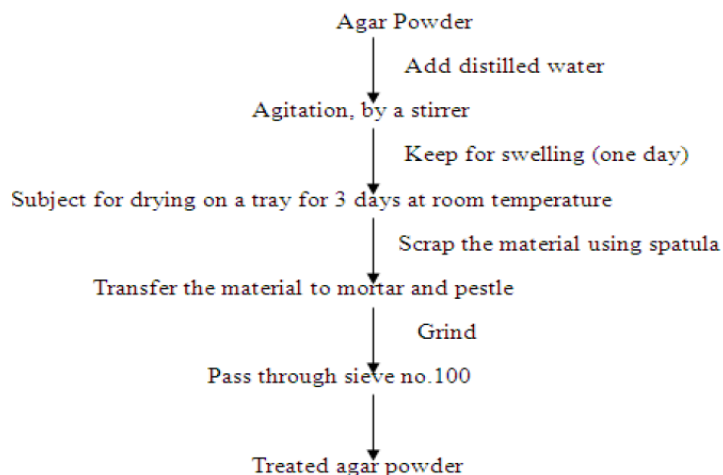 Agar Powder
Add distilled water
Agitation, by a stirrer
Keep for swelling (one day)
Subject for drying on a tray for 3 days at room temperature
Scrap the material using spatula
Transfer the material to mortar and pestle
Grind
Pass through sieve no.100
Treated agar powder